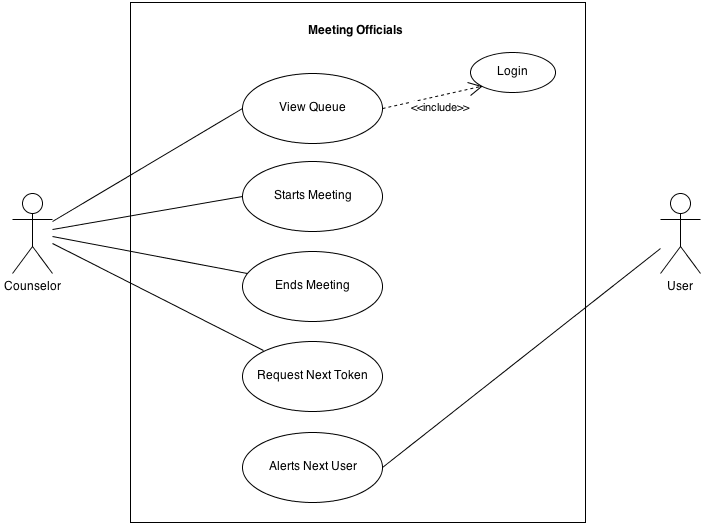 Meeting Officials
Login
View Queue
<<include>>
Starts Meeting
Counselor
Ends Meeting
User
Request Next Token
Alerts Next User